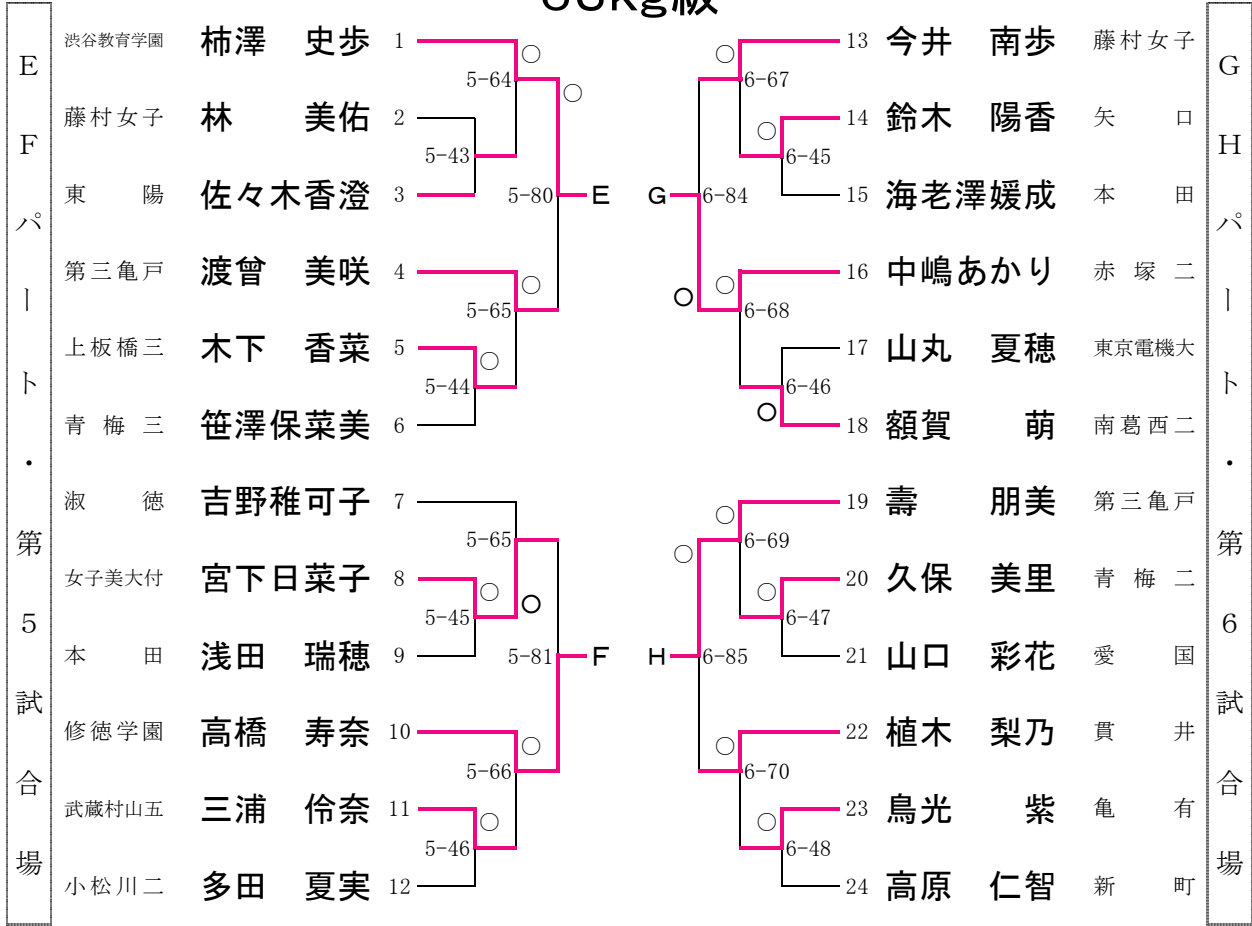 渋谷教育学園 柿澤 史歩 1
藤村女子 林 美佑 2
東陽 佐々木香澄 3
第三亀戸 渡曾 美咲 4
上板橋三 木下 香菜 5
青梅三 笹澤保菜美 6
淑徳 吉野稚可子 7
女子美大付 宮下日菜子 8
本田 浅田 瑞穂 9
修徳学園 高橋 寿奈 10
武蔵村山五 三浦 伶奈 11
小松川二 多田 夏実 12
EFパート・第5試合場
5-64
5-43
5-80
E
5-65
5-44
5-65
5-45
5-81
F
5-66
5-46
13 今井 南歩 藤村女子
14 鈴木 陽香 矢口
15 海老澤媛成 本田
16 中嶋あかり 赤塚二
17 山丸 夏穂 東京電機大
18 額賀 萌 南葛西二
19 壽 朋美 第三亀戸
20 久保 美里 青梅二
21 山口 彩花 愛国
22 植木 梨乃 貫井
23 鳥光 紫 亀有
24 高原 仁智 新町
GHパート・第6試合場
6-67
6-45
G
6-84
6-68
6-46
6-69
6-47
H
6-85
6-70
6-48